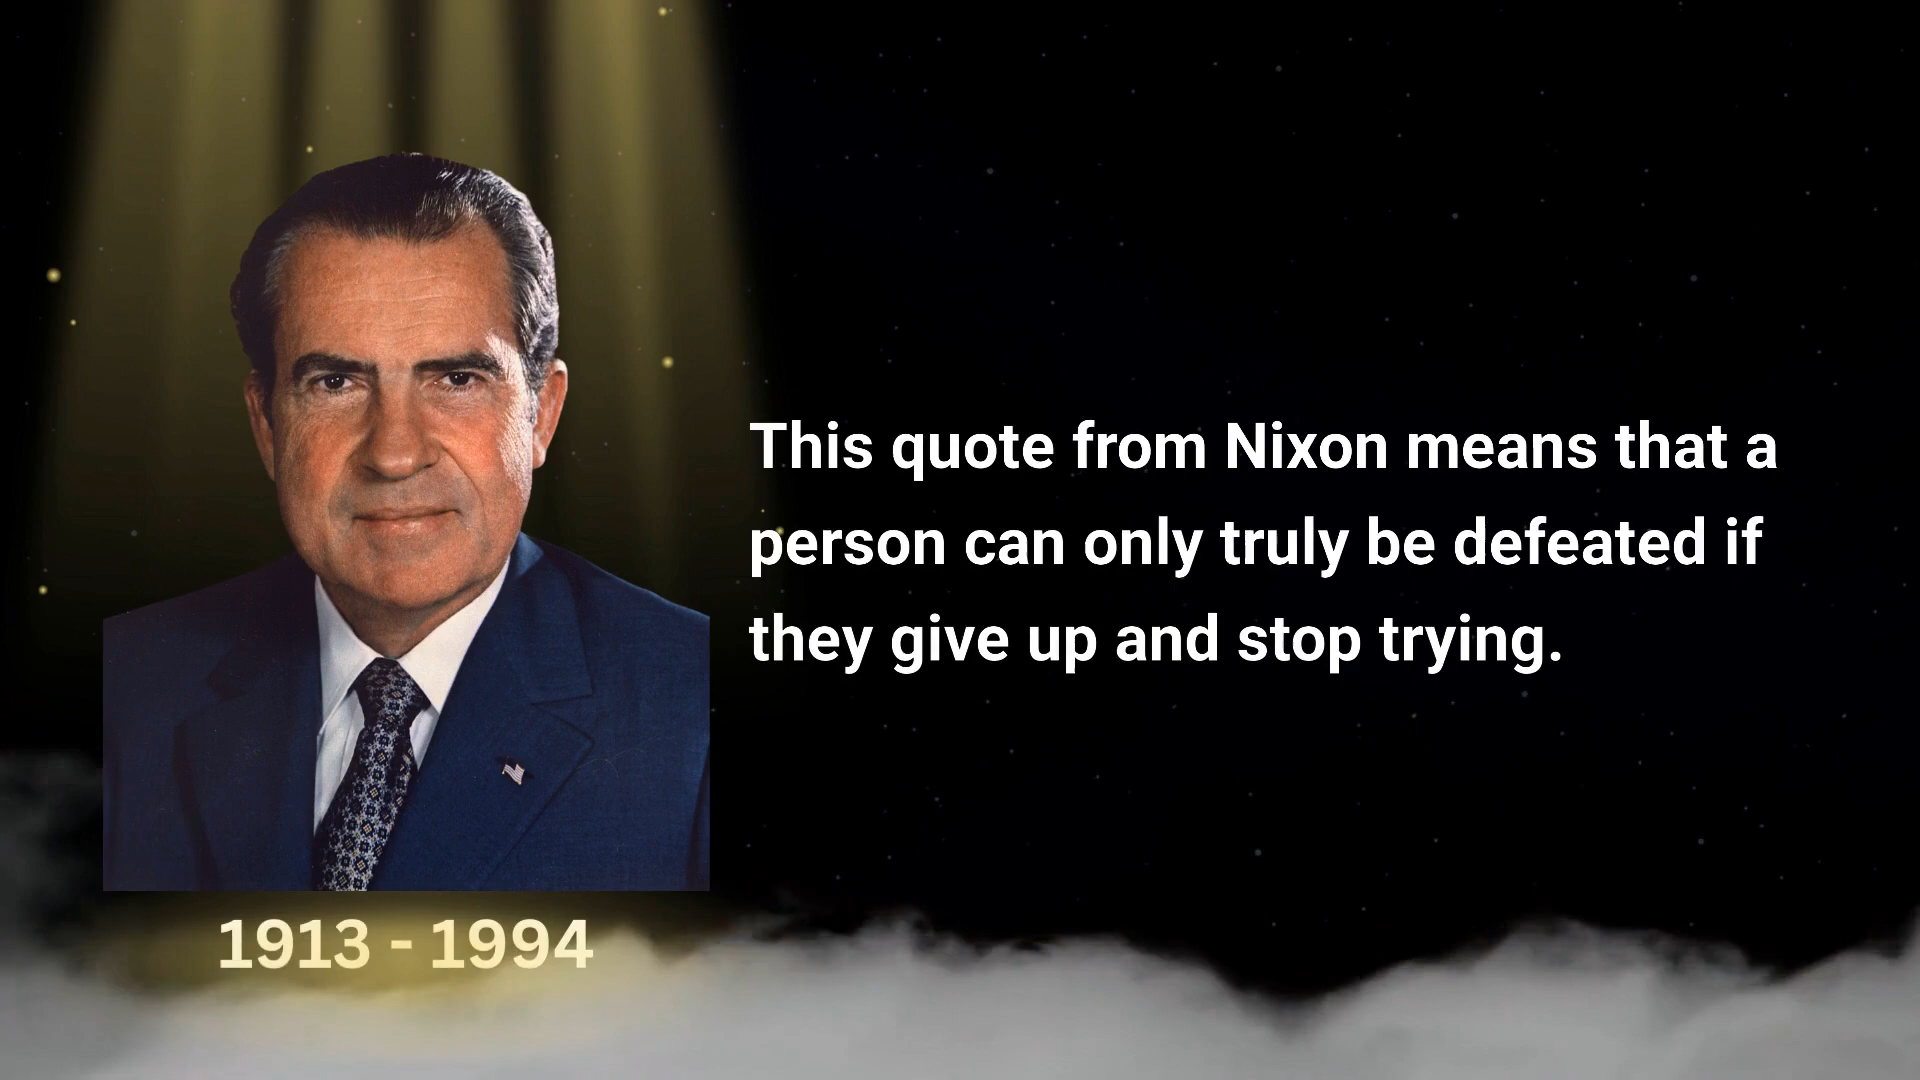 This quote from Nixon means that a
person can only truly be defeated if
they give up and stop trying.
1913 - 1994